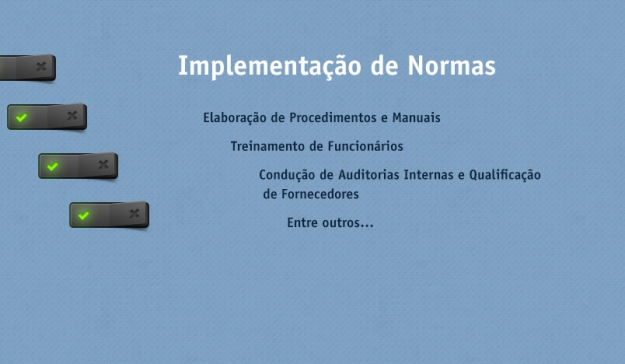 Implementação de Normas
Elaboração de Procedimentos e Manuais
Treinamento de Funcionários
Condução de Auditorias Internas e Qualificação
de Fornecedores
Entre outros...